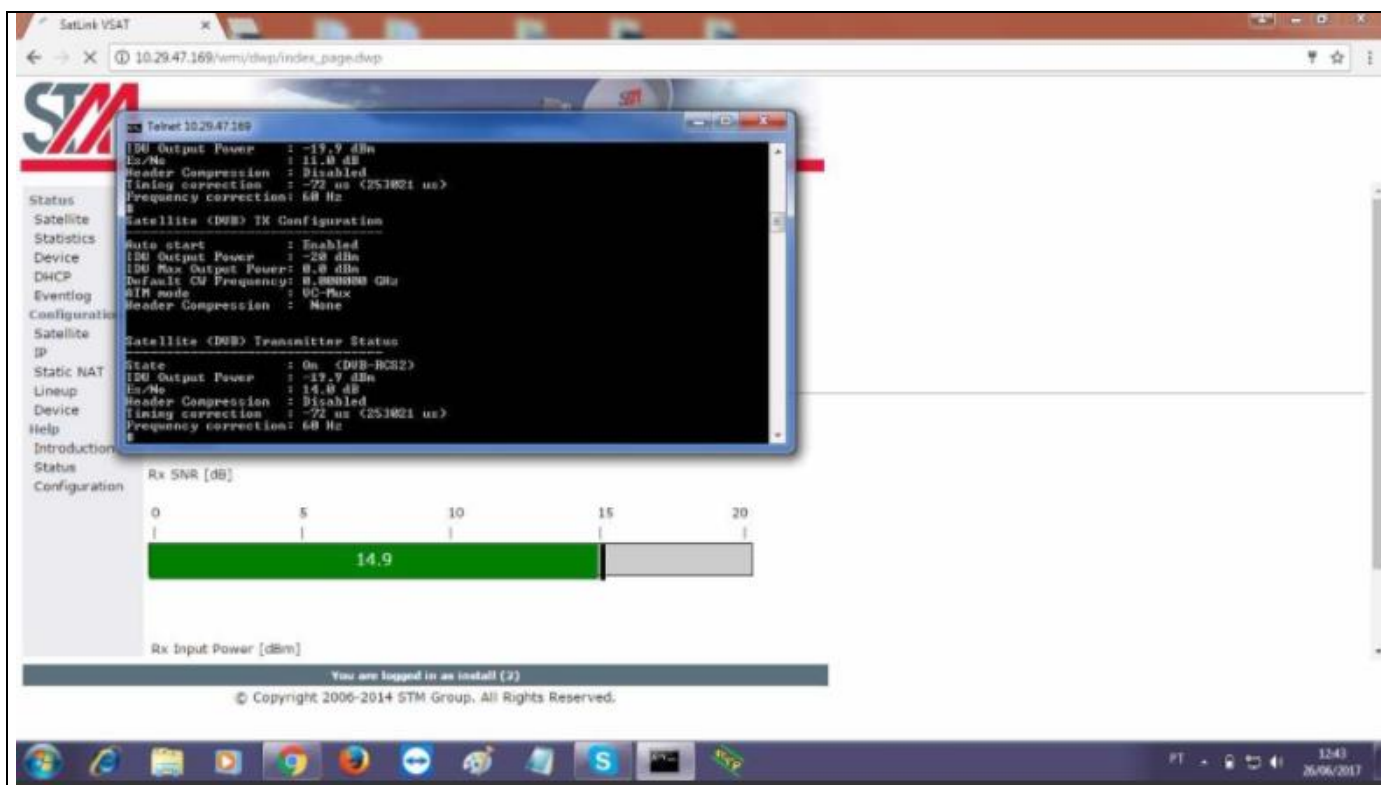 SatLink VSAT
10.29.47.169/wmi/dwp/index_page.dwp
STM
STM
Telnet 10.29.47.169
IDU Output Power : -19.9 dBm
Es/No : 11.0 dB
Header Compression : Disabled
Timing correction : -72 us (253021 us)
Frequency correction: 60 Hz
#
Satellite (DVB) TX Configuration
Auto start : Enabled
IDU Output Power : -20 dBm
IDU Max Output Power: 0.0 dBm
Default CW Frequency: 0.000000 GHz
ATM mode : VC-Mux
Header Compression : None
Satellite (DVB) Transmitter Status
State : On (DVB-RCS2)
IDU Output Power : -19.9 dBm
Es/No : 14.0 dB
Header Compression : Disabled
Timing correction : -72 us (253021 us)
Frequency correction: 60 Hz
#
Status
Satellite
Statistics
Device
DHCP
Eventlog
Configuratio
Satellite
IP
Static NAT
Lineup
Device
Help
Introduction
Status
Configuration
Rx SNR [dB]
0 5 10 15 20
14.9
Rx Input Power [dBm]
You are logged in as install (2)
© Copyright 2006-2014 STM Group. All Rights Reserved.
PT
12:43
26/06/2017